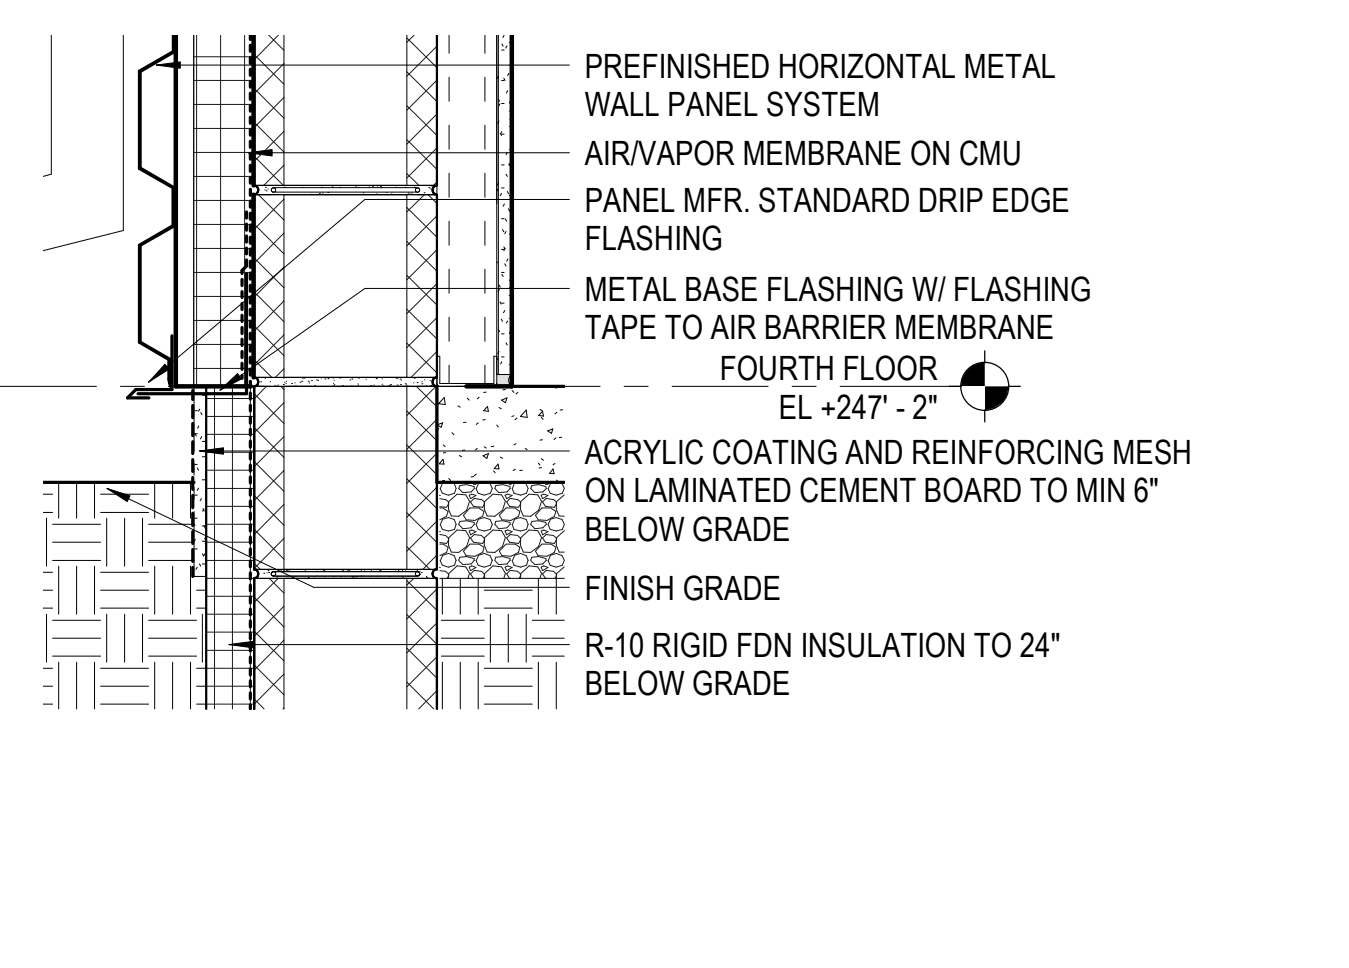 PREFINISHED HORIZONTAL METAL
WALL PANEL SYSTEM
AIR/VAPOR MEMBRANE ON CMU
PANEL MFR. STANDARD DRIP EDGE
FLASHING
METAL BASE FLASHING W/ FLASHING
TAPE TO AIR BARRIER MEMBRANE
FOURTH FLOOR
EL +247' - 2"
ACRYLIC COATING AND REINFORCING MESH
ON LAMINATED CEMENT BOARD TO MIN 6"
BELOW GRADE
FINISH GRADE
R-10 RIGID FDN INSULATION TO 24"
BELOW GRADE